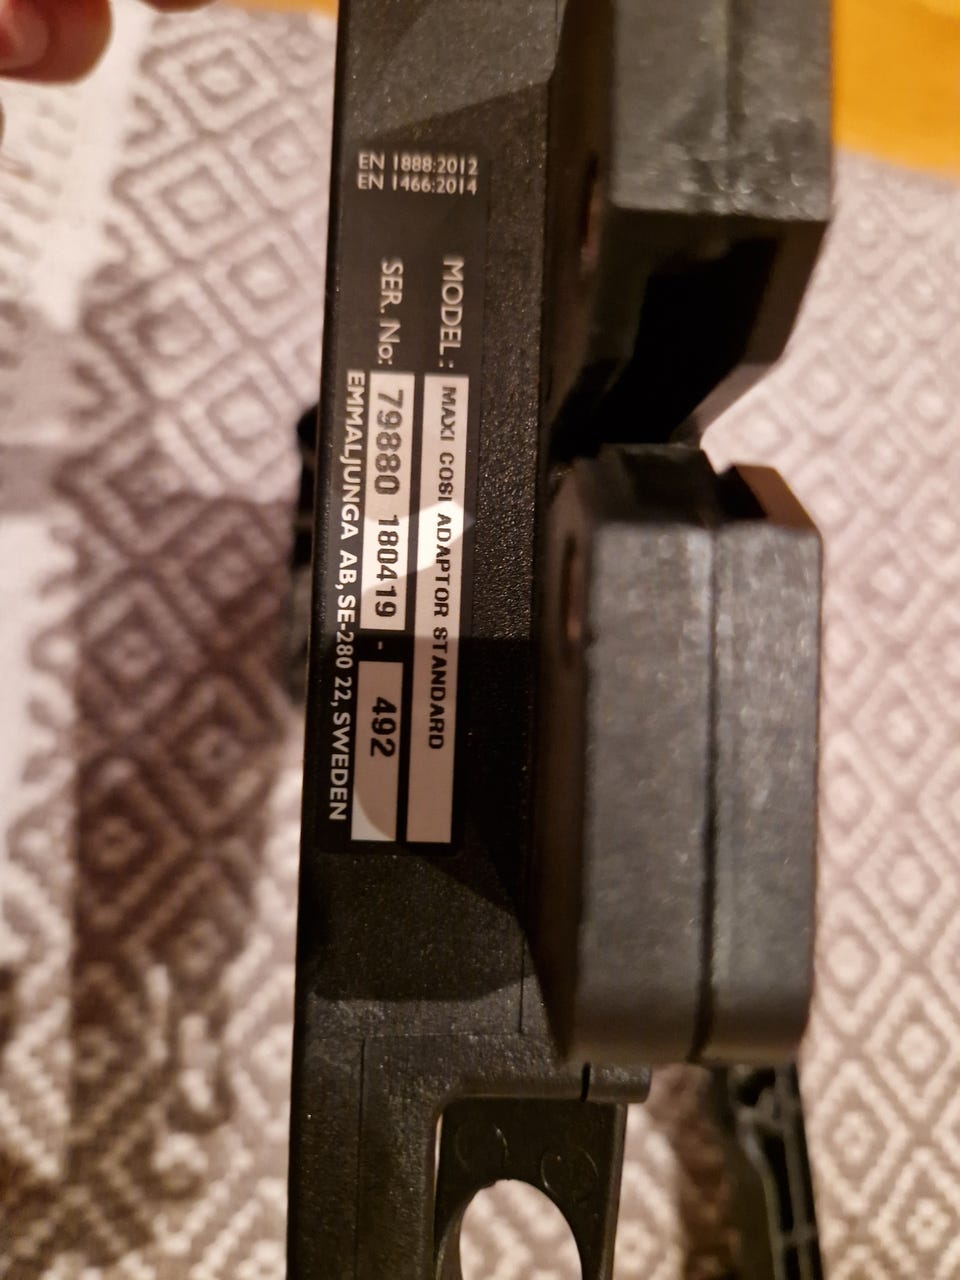 EN 1888:2012
EN 1466:2014
MODEL: MAXI COSI ADAPTOR STANDARD
SER. No: 79880 180419 - 492
EMMALJUNGA AB, SE-280 22, SWEDEN